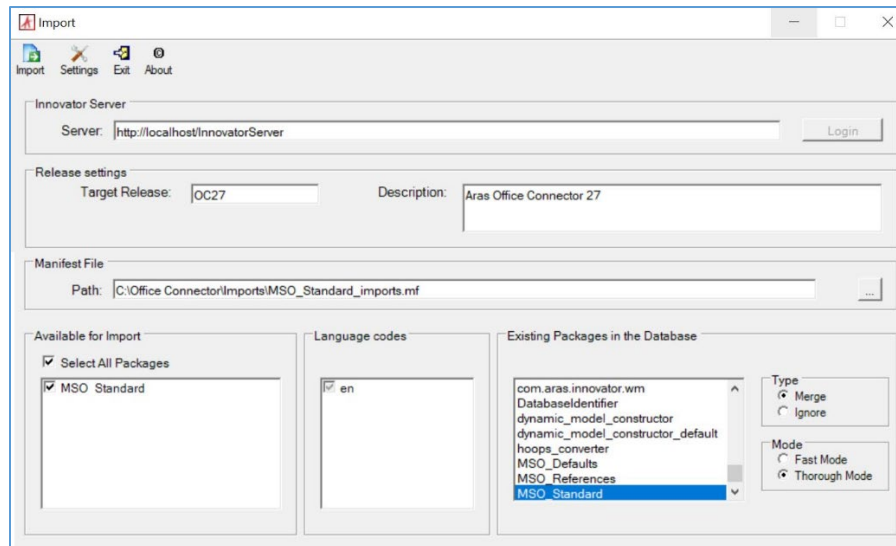 Import
Import Settings Exit About
Innovator Server
Server: http://localhost/InnovatorServer Login
Release settings
Target Release: OC27 Description: Aras Office Connector 27
Manifest File
Path: C:\Office Connector\Imports\MSO_Standard_imports.mf ...
Available for Import
Select All Packages
MSO_Standard
Language codes
en
Existing Packages in the Database
com.aras.innovator.wm
DatabaseIdentifier
dynamic_model_constructor
dynamic_model_constructor_default
hoops_converter
MSO_Defaults
MSO_References
MSO_Standard
Type
Merge
Ignore
Mode
Fast Mode
Thorough Mode